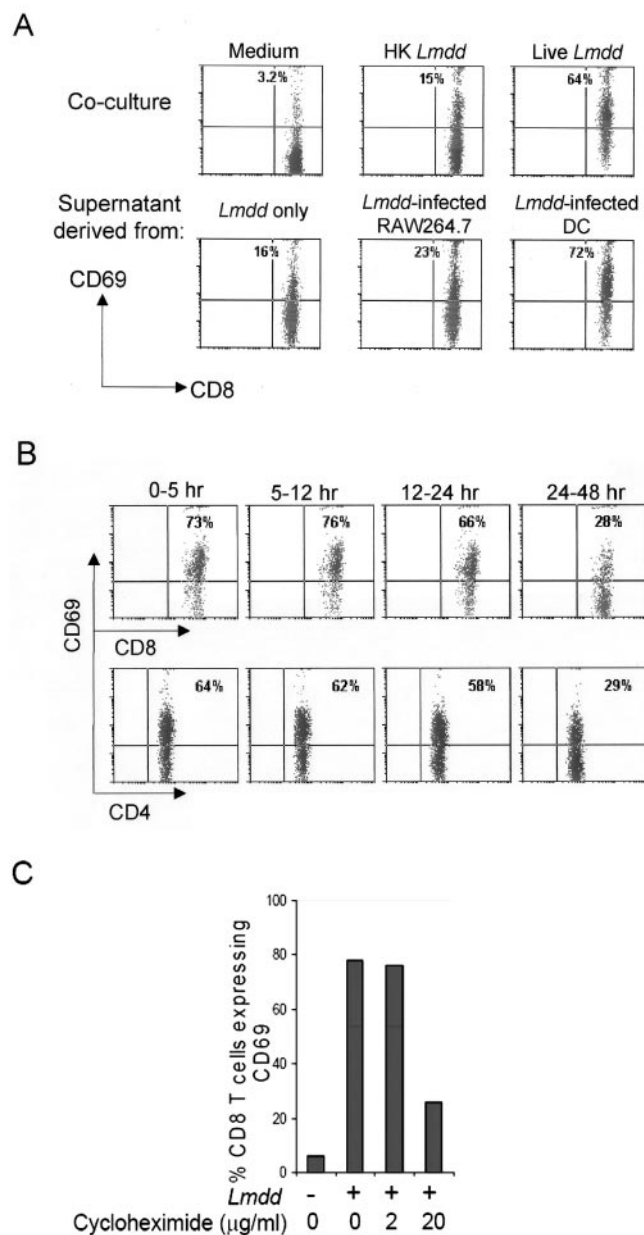 A
Medium HK Lmdd Live Lmdd
Co-culture
3.2% 15% 64%
Supernatant
derived from:
Lmdd only Lmdd-infected RAW264.7 Lmdd-infected DC
16% 23% 72%
CD69
CD8
B
0-5 hr 5-12 hr 12-24 hr 24-48 hr
73% 76% 66% 28%
CD69
CD8
64% 62% 58% 29%
CD4
C
% CD8 T cells expressing
CD69
100
80
60
40
20
0
Lmdd - + + +
Cycloheximide (μg/ml) 0 0 2 20